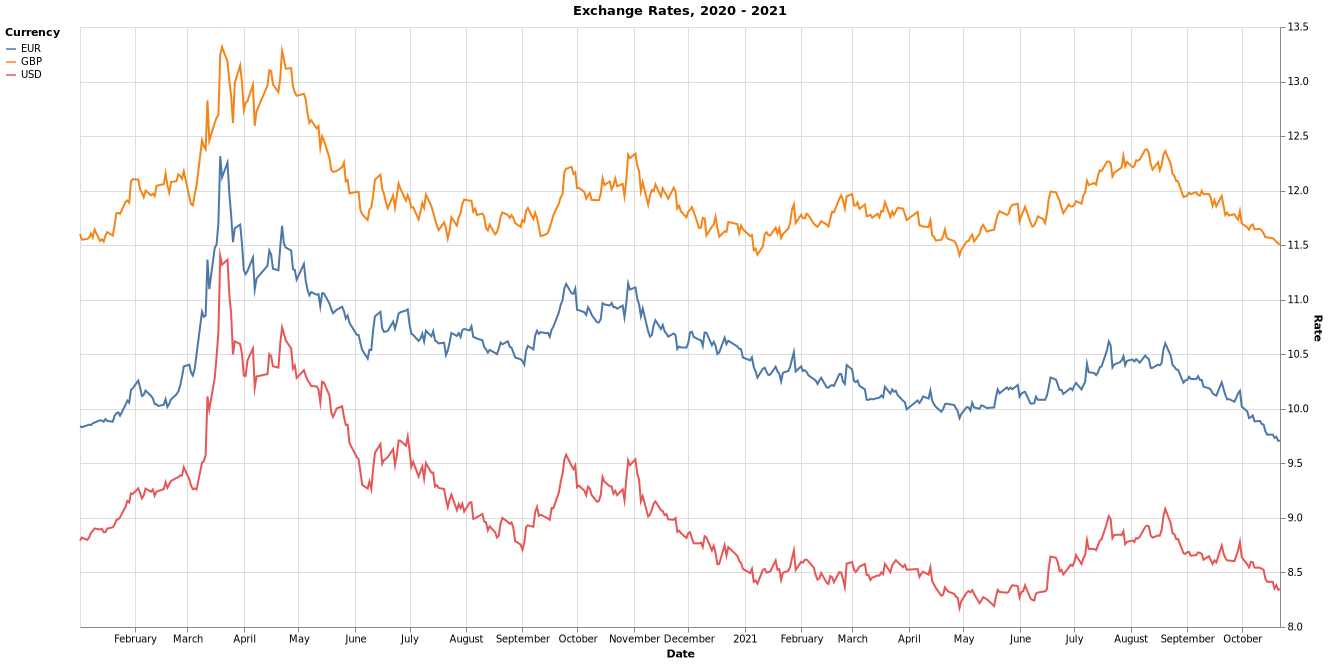 Exchange Rates, 2020 - 2021
Currency
EUR
GBP
USD
13.5
13.0
12.5
12.0
11.5
11.0
10.5
10.0
9.5
9.0
8.5
8.0
Rate
February March April May June July August September October November December 2021 February March April May June July August September October
Date